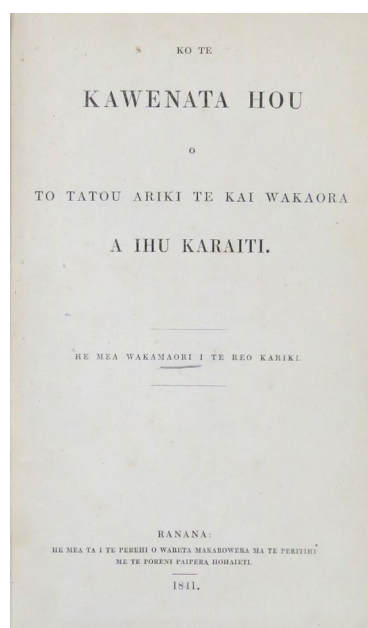 KO TE
KAWENATA HOU
O
TO TATOU ARIKI TE KAI WAKAORA
A IHU KARAITI.
HE MEA WAKAMAORI I TE REO KARIKI.
RANANA:
HE MEA TA I TE PEREHI O WARETA MAKAROWERA MA TE PERITIHI
ME TE PORENI PAIPERA HOHAIETI.
1841.